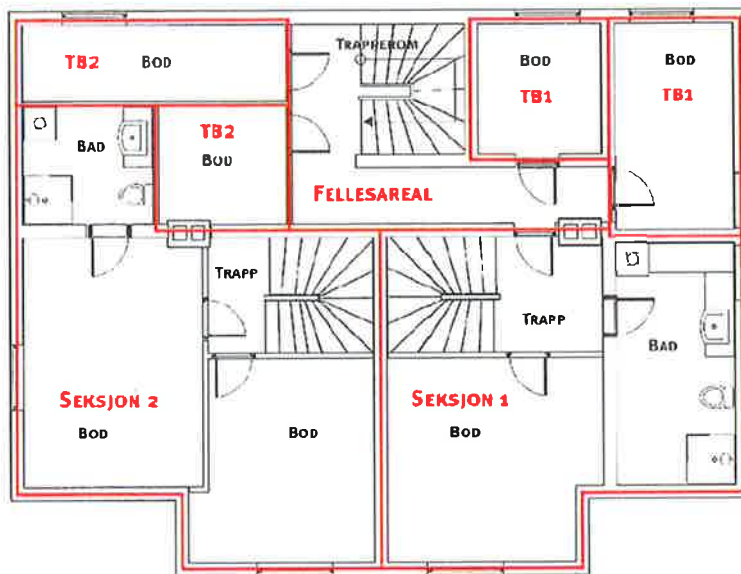 TRAPPEROM
TB2 BOD
BOD
TB1
BOD
TB1
BAD
TB2
BOD
FELLESAREAL
TRAPP
TRAPP
BAD
SEKSJON 2
BOD
BOD
SEKSJON 1
BOD